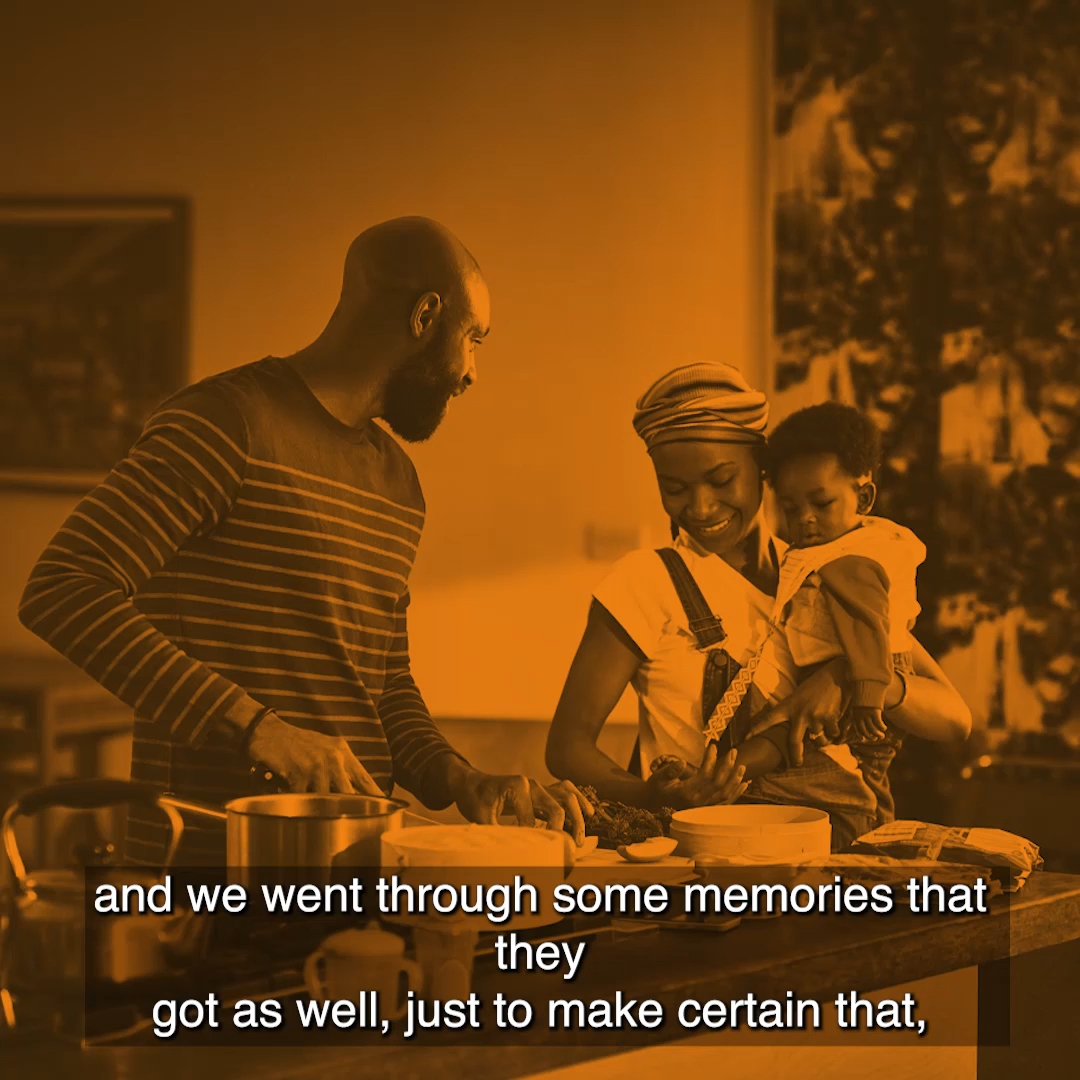 and we went through some memories that
they
got as well, just to make certain that,